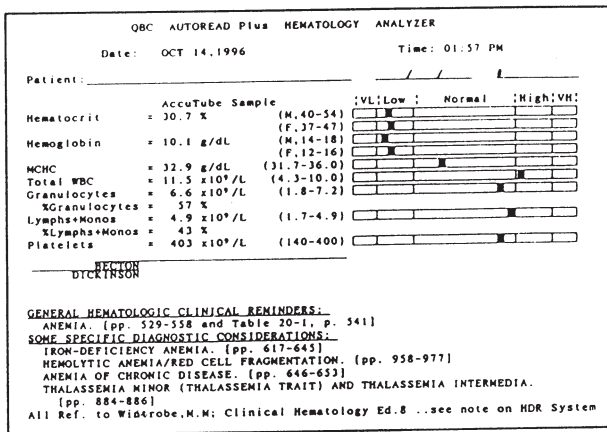 QBC AUTOREAD Plus HEMATOLOGY ANALYZER
Date: OCT 14,1996 Time: 01:57 PM
Patient: / / :
AccuTube Sample VL Low Normal High VH
Hematocrit = 30.7 % (M,40-54)
(F,37-47)
Hemoglobin = 10.1 g/dL (M,14-18)
(F,12-16)
MCHC = 32.9 g/dL (31.7-36.0)
Total WBC = 11.5 x10⁹/L (4.3-10.0)
Granulocytes = 6.6 x10⁹/L (1.8-7.2)
%Granulocytes = 57 %
Lymphs+Monos = 4.9 x10⁹/L (1.7-4.9)
%Lymphs+Monos = 43 %
Platelets = 403 x10⁹/L (140-400)
BECTON
DICKINSON
GENERAL HEMATOLOGIC CLINICAL REMINDERS:
ANEMIA. [pp. 529-558 and Table 20-1, p. 541]
SOME SPECIFIC DIAGNOSTIC CONSIDERATIONS:
IRON-DEFICIENCY ANEMIA. [pp. 617-645]
HEMOLYTIC ANEMIA/RED CELL FRAGMENTATION. [pp. 958-977]
ANEMIA OF CHRONIC DISEASE. [pp. 646-653]
THALASSEMIA MINOR (THALASSEMIA TRAIT) AND THALASSEMIA INTERMEDIA.
[pp. 884-886]
All Ref. to Wintrobe,M.M; Clinical Hematology Ed.8 ..see note on HDR System